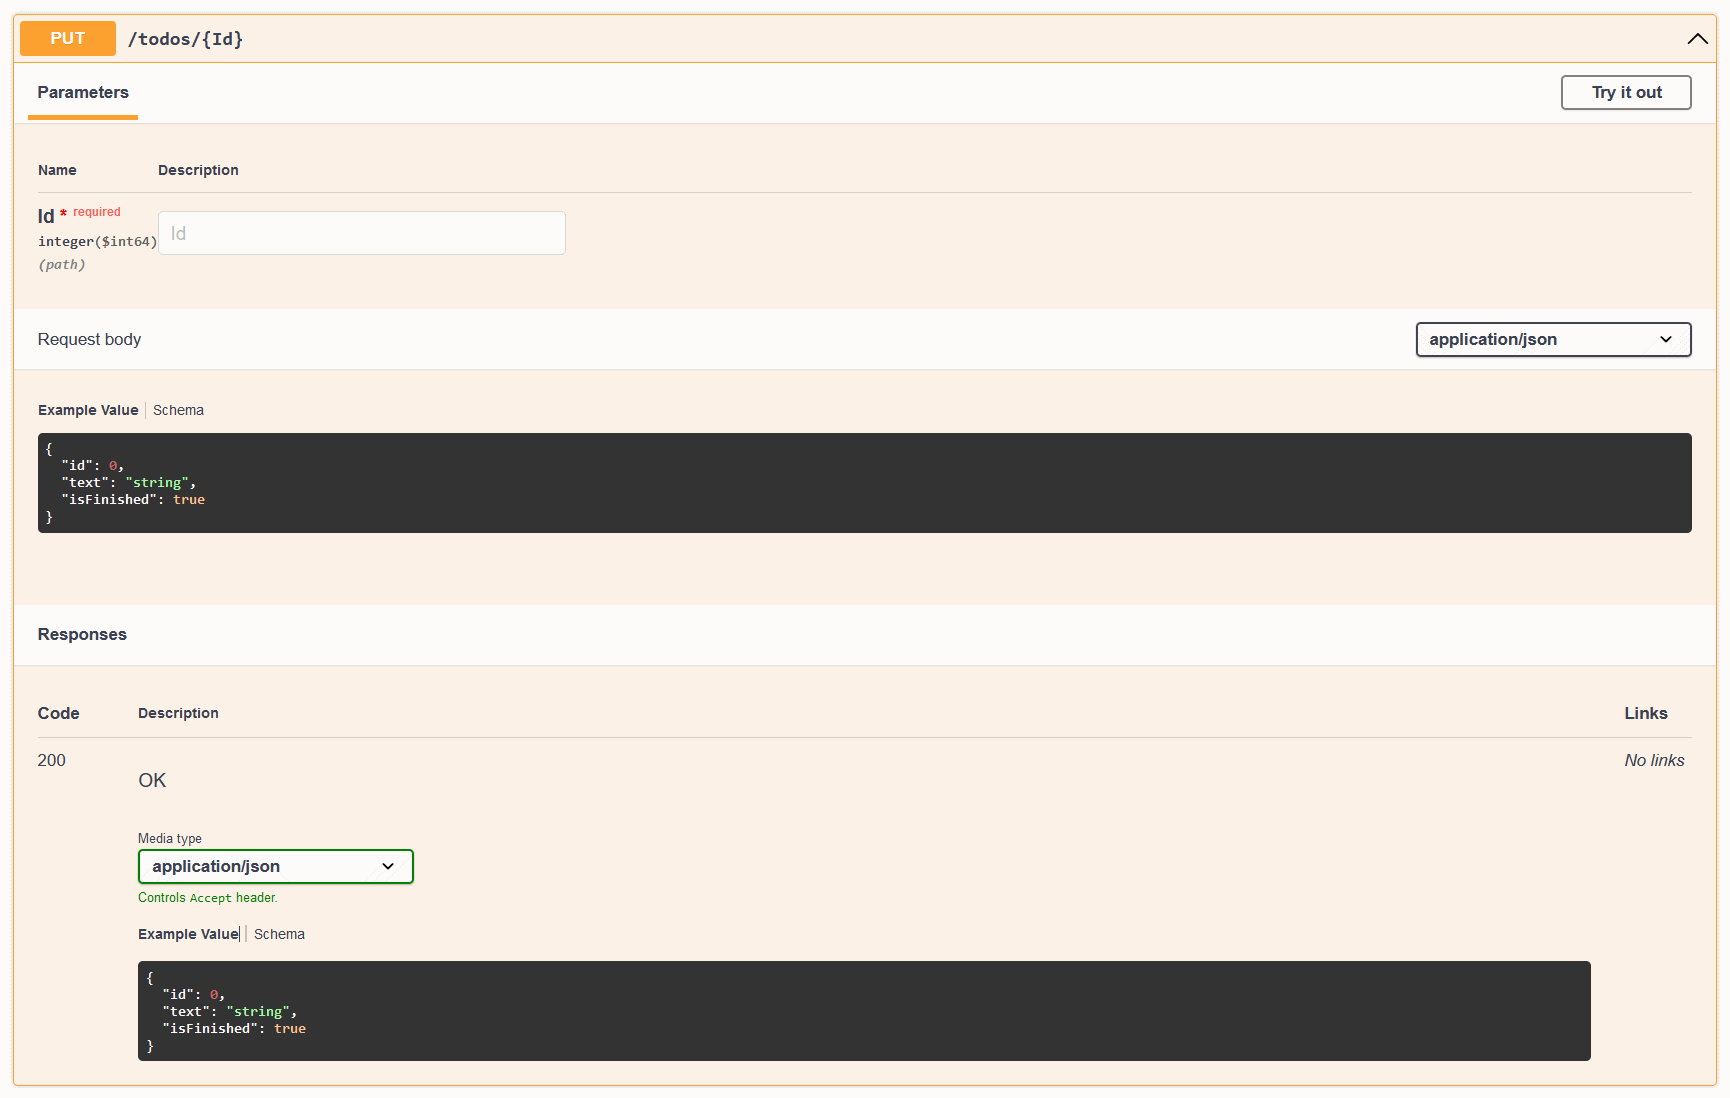 PUT /todos/{Id}
Parameters
Try it out
Name Description
Id * required
integer($int64)
(path)
Id
Request body
application/json
Example Value Schema
{
  "id": 0,
  "text": "string",
  "isFinished": true
}
Responses
Code Description Links
200
OK
No links
Media type
application/json
Controls Accept header.
Example Value Schema
{
  "id": 0,
  "text": "string",
  "isFinished": true
}